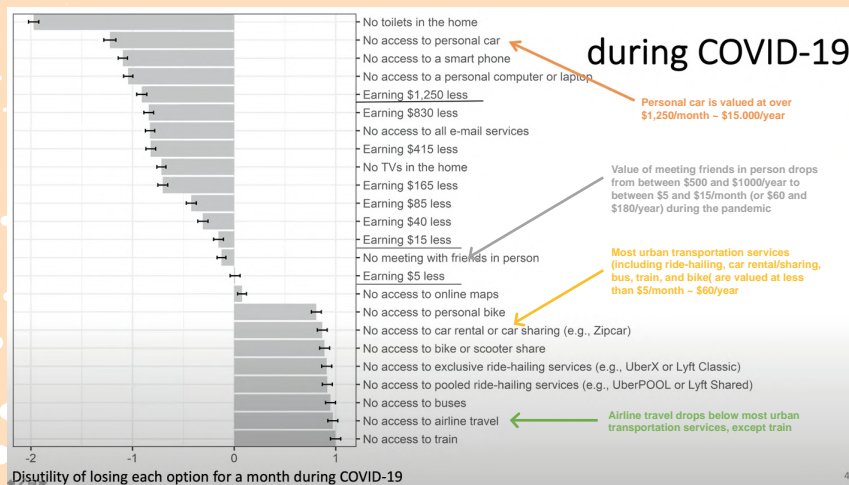 during COVID-19
No toilets in the home
No access to personal car
No access to a smart phone
No access to a personal computer or laptop
Earning $1,250 less
Earning $830 less
No access to all e-mail services
Earning $415 less
No TVs in the home
Earning $165 less
Earning $85 less
Earning $40 less
Earning $15 less
No meeting with friends in person
Earning $5 less
No access to online maps
No access to personal bike
No access to car rental or car sharing (e.g., Zipcar)
No access to bike or scooter share
No access to exclusive ride-hailing services (e.g., UberX or Lyft Classic)
No access to pooled ride-hailing services (e.g., UberPOOL or Lyft Shared)
No access to buses
No access to airline travel
No access to train
Personal car is valued at over
$1,250/month ~ $15.000/year
Value of meeting friends in person drops
from between $500 and $1000/year to
between $5 and $15/month (or $60 and
$180/year) during the pandemic
Most urban transportation services
(including ride-hailing, car rental/sharing,
bus, train, and bike( are valued at less
than $5/month ~ $60/year
Airline travel drops below most urban
transportation services, except train
-2 -1 0 1
Disutility of losing each option for a month during COVID-19
4